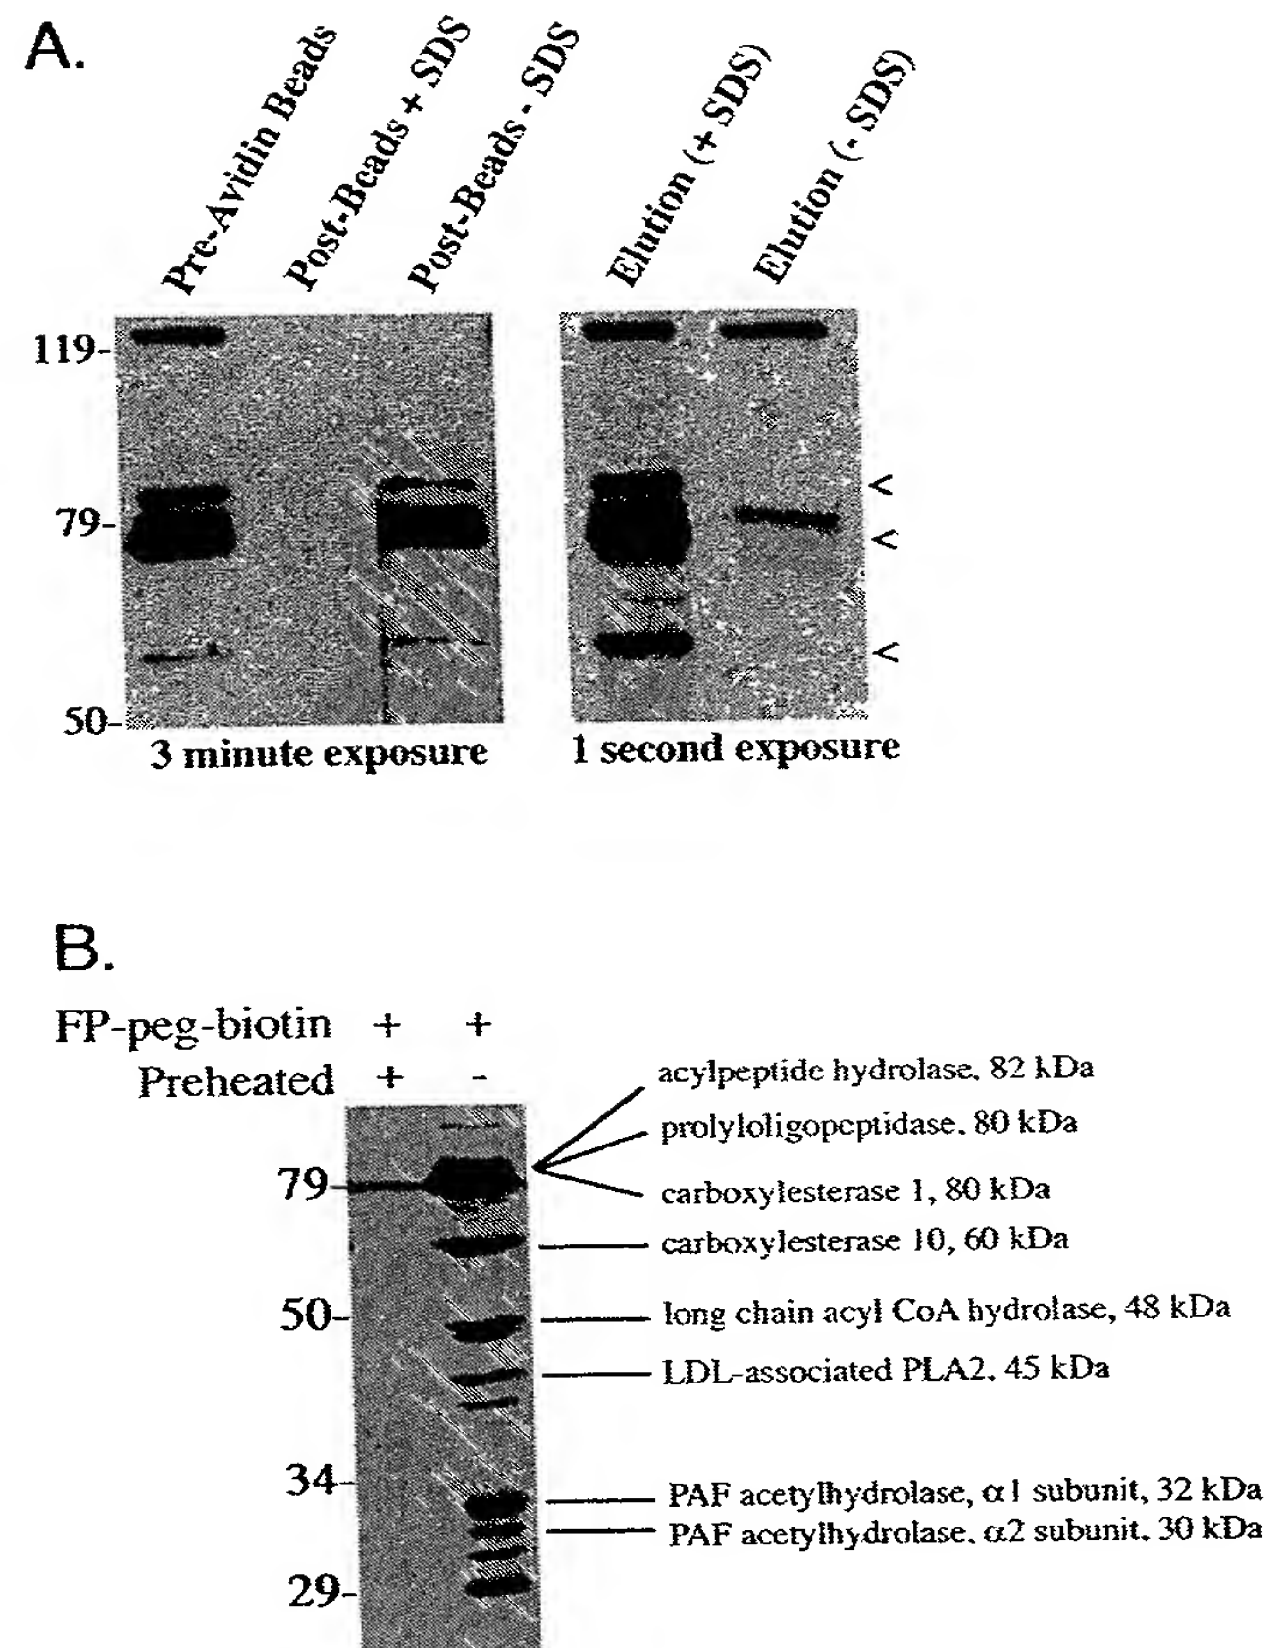 A.
Pre-Avidin Beads
Post-Beads + SDS
Post-Beads - SDS
Elution (+ SDS)
Elution (- SDS)
119-
79-
50-
<
<
<
3 minute exposure
1 second exposure
B.
FP-peg-biotin + +
Preheated + -
acylpeptide hydrolase, 82 kDa
prolyloligopeptidase, 80 kDa
79-
carboxylesterase 1, 80 kDa
carboxylesterase 10, 60 kDa
50-
long chain acyl CoA hydrolase, 48 kDa
LDL-associated PLA2, 45 kDa
34-
PAF acetylhydrolase, α1 subunit, 32 kDa
PAF acetylhydrolase, α2 subunit, 30 kDa
29-